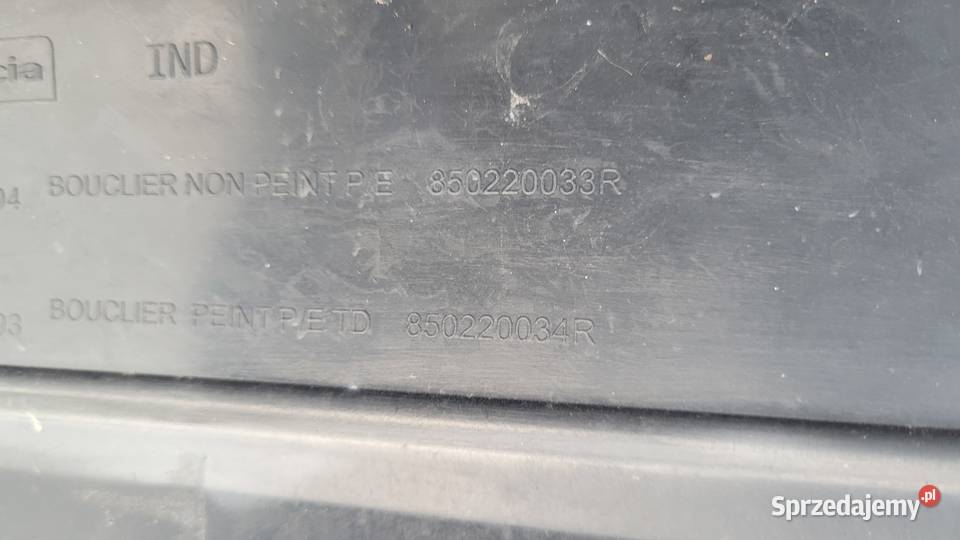 cia IND
04 BOUCLIER NON PEINT P/E 850220033R
03 BOUCLIER PEINT P/E TD 850220034R
Sprzedajemy.pl